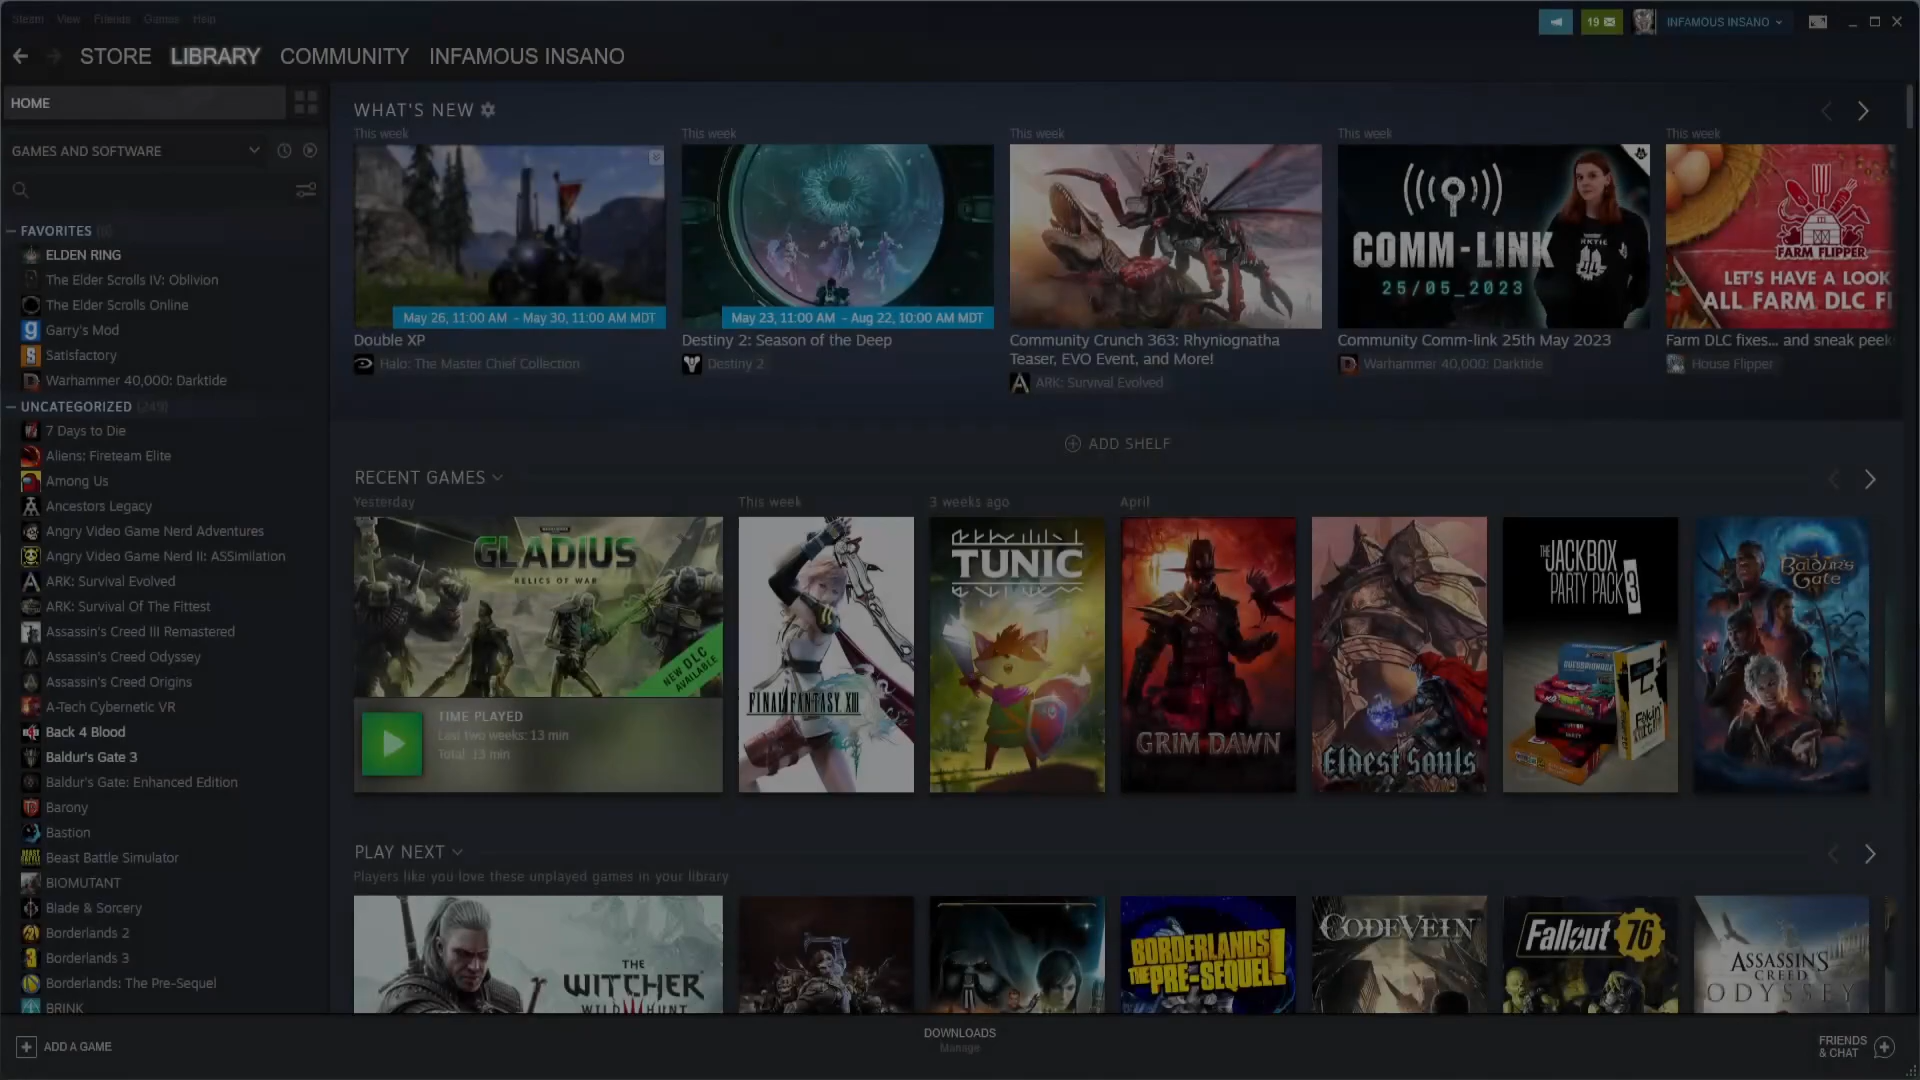 Steam View Friends Games Help
19
INFAMOUS INSANO
STORE LIBRARY COMMUNITY INFAMOUS INSANO
HOME
GAMES AND SOFTWARE
FAVORITES
ELDEN RING
The Elder Scrolls IV: Oblivion
The Elder Scrolls Online
Garry's Mod
Satisfactory
Warhammer 40,000: Darktide
UNCATEGORIZED
7 Days to Die
Aliens: Fireteam Elite
Among Us
Ancestors Legacy
Angry Video Game Nerd Adventures
Angry Video Game Nerd II: ASSimilation
ARK: Survival Evolved
ARK: Survival Of The Fittest
Assassin's Creed III Remastered
Assassin's Creed Odyssey
Assassin's Creed Origins
A-Tech Cybernetic VR
Back 4 Blood
Baldur's Gate 3
Baldur's Gate: Enhanced Edition
Barony
Bastion
Beast Battle Simulator
BIOMUTANT
Blade & Sorcery
Borderlands 2
Borderlands 3
Borderlands: The Pre-Sequel
BRINK
ADD A GAME
WHAT'S NEW
This week
May 26, 11:00 AM - May 30, 11:00 AM MDT
Double XP
Halo: The Master Chief Collection
This week
May 23, 11:00 AM - Aug 22, 10:00 AM MDT
Destiny 2: Season of the Deep
Destiny 2
This week
Community Crunch 363: Rhyniognatha
Teaser, EVO Event, and More!
ARK: Survival Evolved
This week
COMM-LINK
25/05_2023
Community Comm-link 25th May 2023
Warhammer 40,000: Darktide
This week
FARM FLIPPER
LET'S HAVE A LOOK
ALL FARM DLC FI
Farm DLC fixes... and sneak peek
House Flipper
ADD SHELF
RECENT GAMES
Yesterday
GLADIUS
RELICS OF WAR
NEW DLC
AVAILABLE
TIME PLAYED
Last two weeks: 13 min
Total: 13 min
This week
FINAL FANTASY XIII
3 weeks ago
TUNIC
April
GRIM DAWN
Eldest Souls
THE JACKBOX
PARTY PACK 3
Baldur's
Gate
PLAY NEXT
Players like you love these unplayed games in your library
THE
WITCHER
WILD HUNT
BORDERLANDS
THE PRE-SEQUEL!
CODE VEIN
Fallout 76
ASSASSIN'S
CREED
ODYSSEY
DOWNLOADS
Manage
FRIENDS
& CHAT